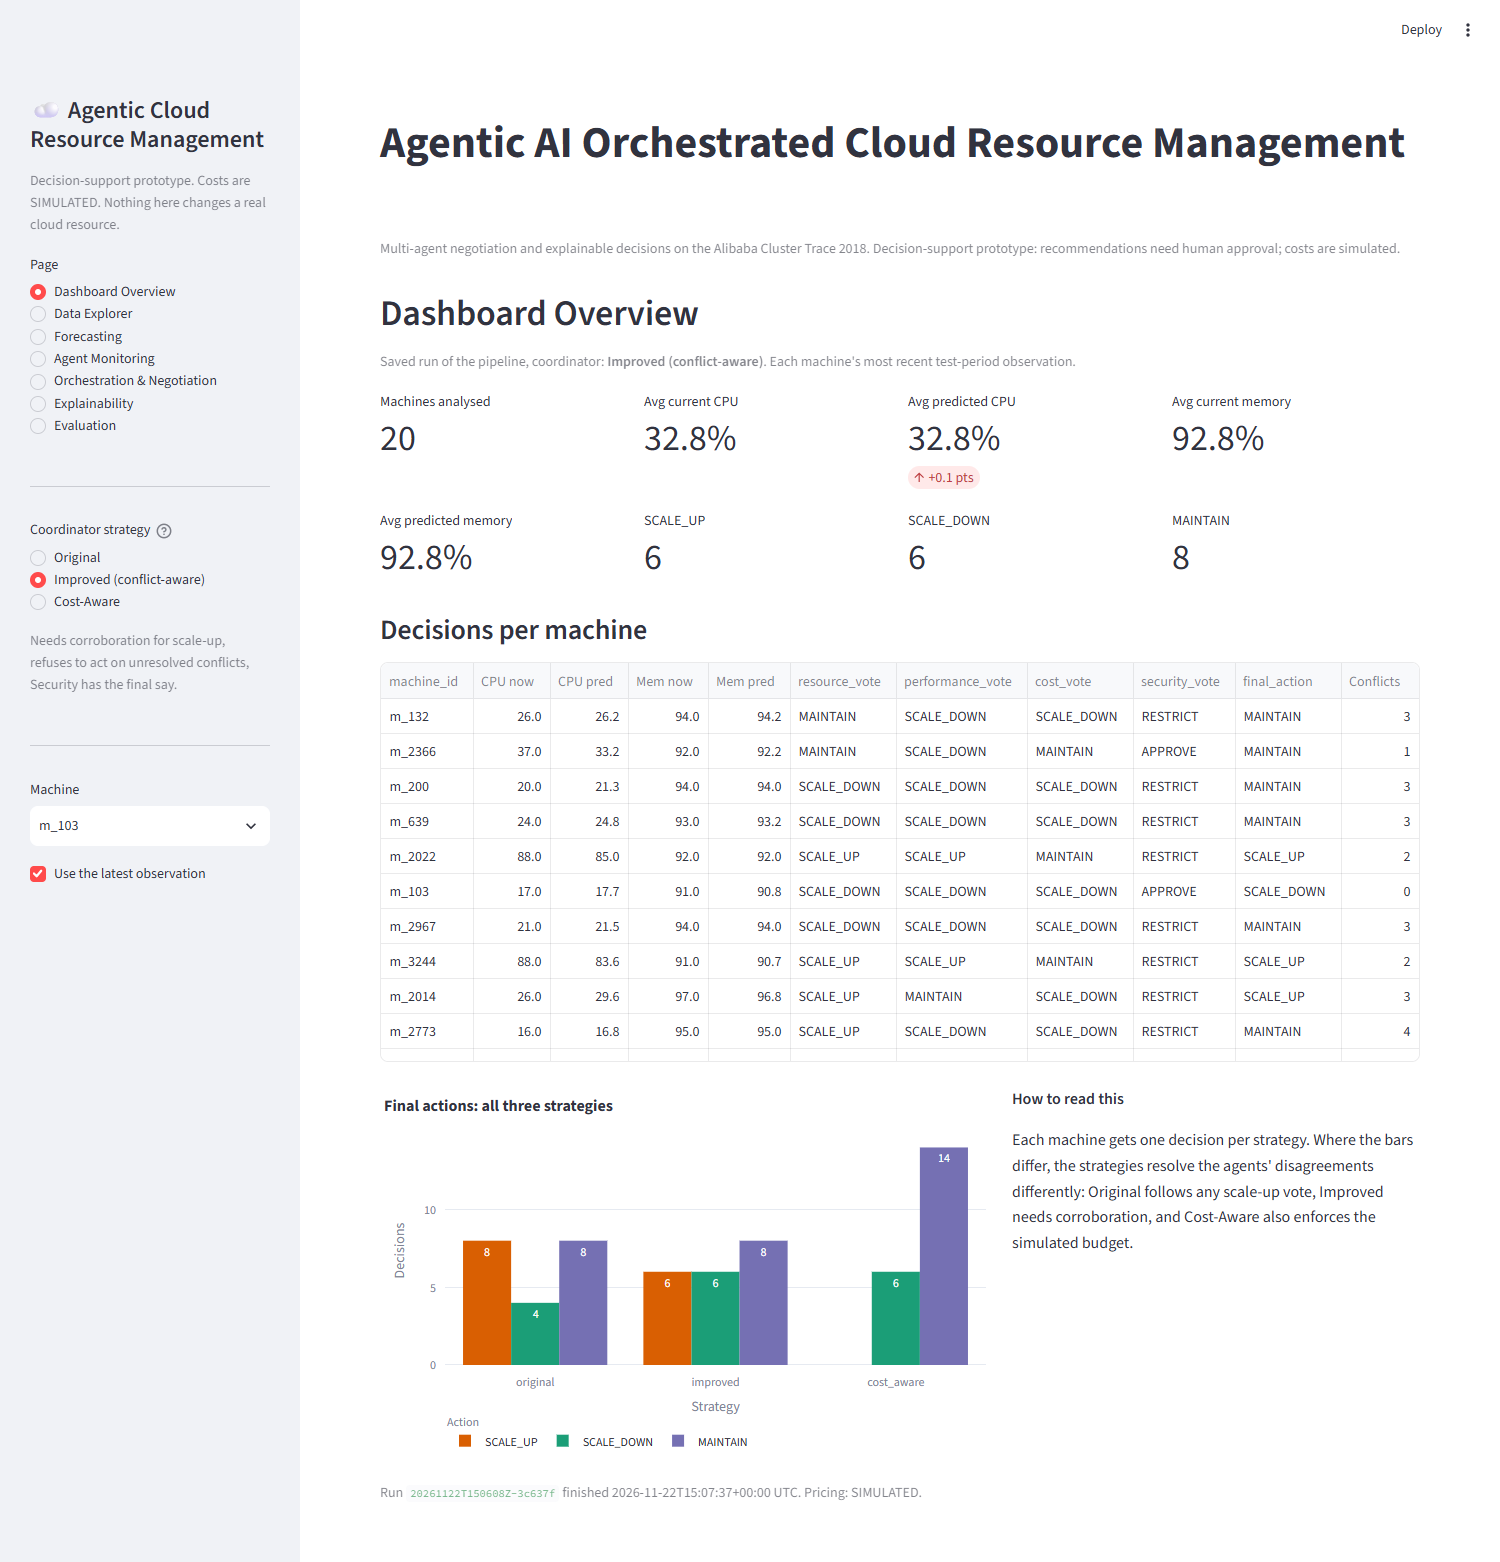 Deploy
Agentic Cloud
Resource Management
Decision-support prototype. Costs are
SIMULATED. Nothing here changes a real
cloud resource.
Page
Dashboard Overview
Data Explorer
Forecasting
Agent Monitoring
Orchestration & Negotiation
Explainability
Evaluation
Coordinator strategy
Original
Improved (conflict-aware)
Cost-Aware
Needs corroboration for scale-up,
refuses to act on unresolved conflicts,
Security has the final say.
Machine
m_103
Use the latest observation
Agentic AI Orchestrated Cloud Resource Management
Multi-agent negotiation and explainable decisions on the Alibaba Cluster Trace 2018. Decision-support prototype: recommendations need human approval; costs are simulated.
Dashboard Overview
Saved run of the pipeline, coordinator: Improved (conflict-aware). Each machine's most recent test-period observation.
Machines analysed Avg current CPU Avg predicted CPU Avg current memory
20 32.8% 32.8% 92.8%
↑ +0.1 pts
Avg predicted memory SCALE_UP SCALE_DOWN MAINTAIN
92.8% 6 6 8
Decisions per machine
machine_id CPU now CPU pred Mem now Mem pred resource_vote performance_vote cost_vote security_vote final_action Conflicts
m_132 26.0 26.2 94.0 94.2 MAINTAIN SCALE_DOWN SCALE_DOWN RESTRICT MAINTAIN 3
m_2366 37.0 33.2 92.0 92.2 MAINTAIN SCALE_DOWN MAINTAIN APPROVE MAINTAIN 1
m_200 20.0 21.3 94.0 94.0 SCALE_DOWN SCALE_DOWN SCALE_DOWN RESTRICT MAINTAIN 3
m_639 24.0 24.8 93.0 93.2 SCALE_DOWN SCALE_DOWN SCALE_DOWN RESTRICT MAINTAIN 3
m_2022 88.0 85.0 92.0 92.0 SCALE_UP SCALE_UP MAINTAIN RESTRICT SCALE_UP 2
m_103 17.0 17.7 91.0 90.8 SCALE_DOWN SCALE_DOWN SCALE_DOWN APPROVE SCALE_DOWN 0
m_2967 21.0 21.5 94.0 94.0 SCALE_DOWN SCALE_DOWN SCALE_DOWN RESTRICT MAINTAIN 3
m_3244 88.0 83.6 91.0 90.7 SCALE_UP SCALE_UP MAINTAIN RESTRICT SCALE_UP 2
m_2014 26.0 29.6 97.0 96.8 SCALE_UP MAINTAIN SCALE_DOWN RESTRICT SCALE_UP 3
m_2773 16.0 16.8 95.0 95.0 SCALE_UP SCALE_DOWN SCALE_DOWN RESTRICT MAINTAIN 4
Final actions: all three strategies
Decisions
10
5
0
8 4 8
6 6 8
6 14
original improved cost_aware
Strategy
Action
SCALE_UP SCALE_DOWN MAINTAIN
How to read this
Each machine gets one decision per strategy. Where the bars
differ, the strategies resolve the agents' disagreements
differently: Original follows any scale-up vote, Improved
needs corroboration, and Cost-Aware also enforces the
simulated budget.
Run 20261122T150608Z-3c637f finished 2026-11-22T15:07:37+00:00 UTC. Pricing: SIMULATED.